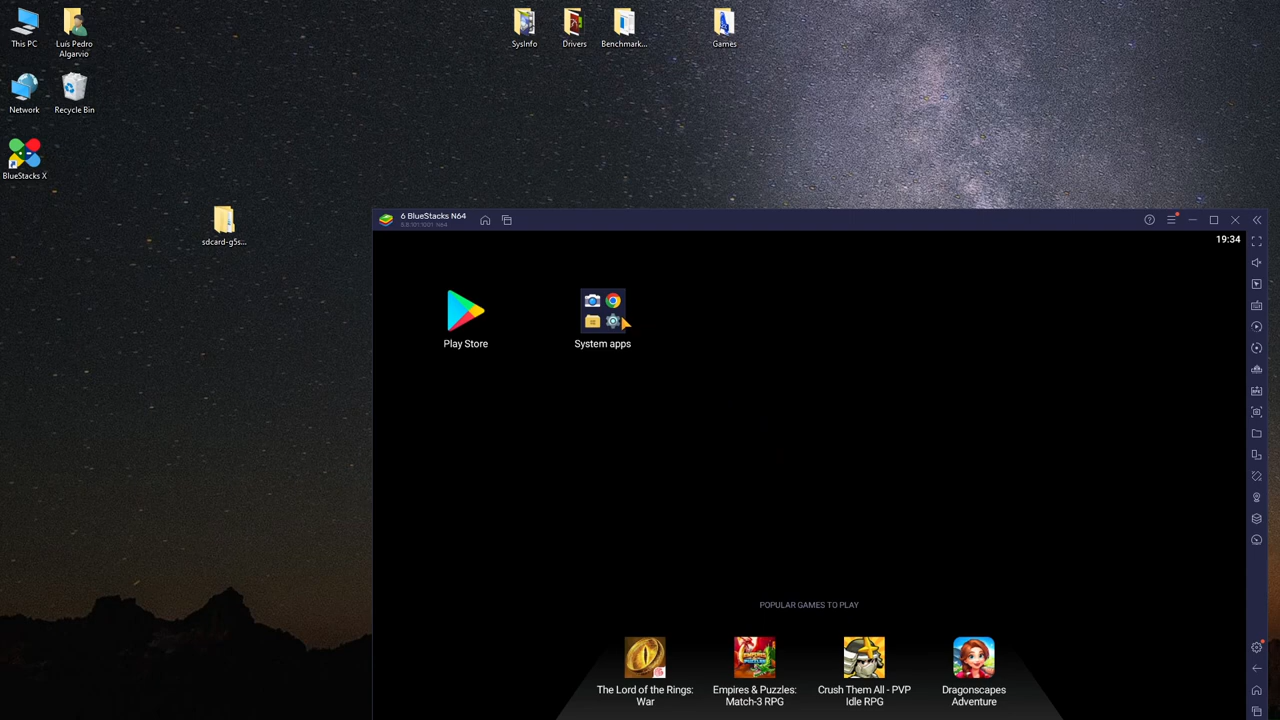 This PC
Luís Pedro
Algarvio
SysInfo
Drivers
Benchmark...
Games
Network
Recycle Bin
BlueStacks X
sdcard-g5s...
6 BlueStacks N64
19:34
Play Store
System apps
POPULAR GAMES TO PLAY
The Lord of the Rings:
War
Empires & Puzzles:
Match-3 RPG
Crush Them All - PVP
Idle RPG
Dragonscapes
Adventure